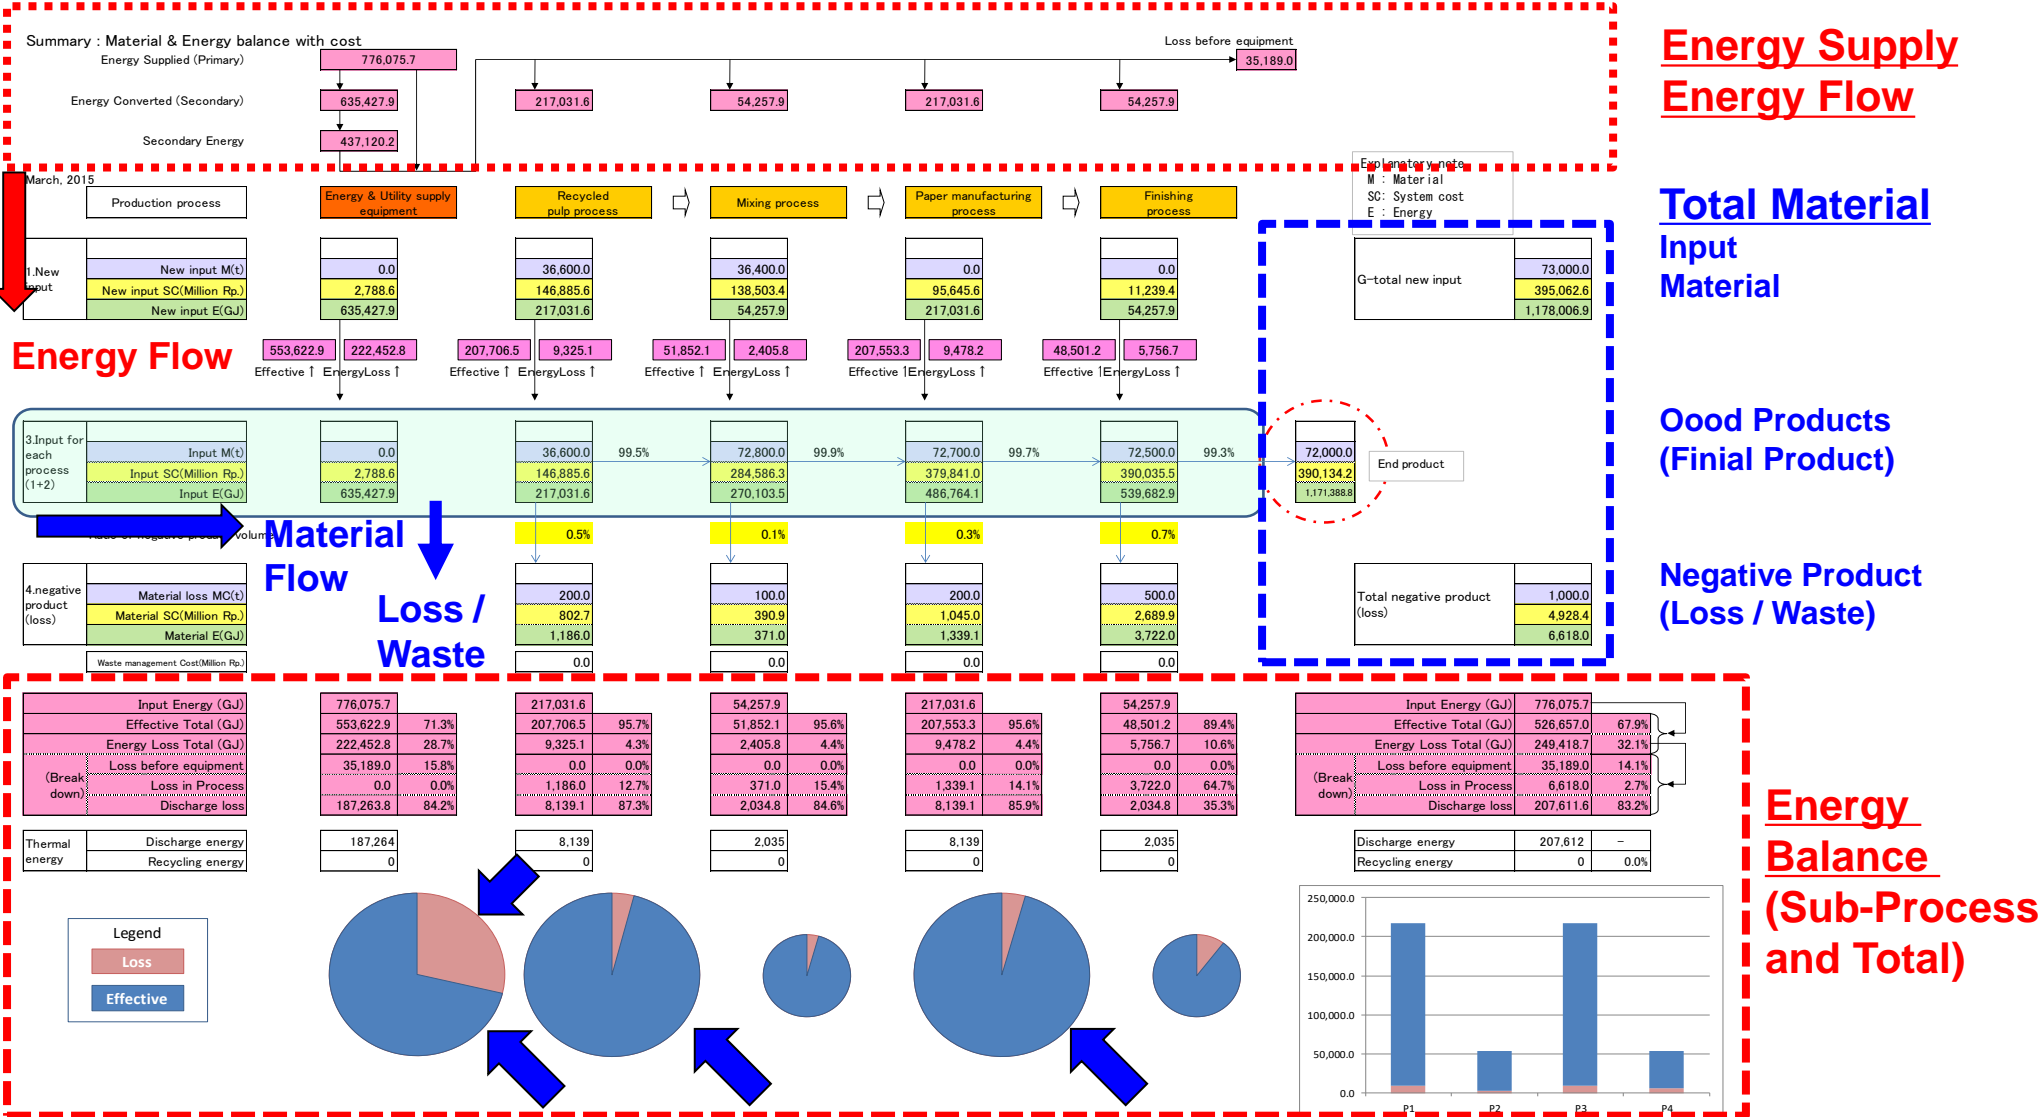 Summary : Material & Energy balance with cost
Loss before equipment
Energy Supplied (Primary) 776,075.7 35,189.0
Energy Converted (Secondary) 635,427.9 217,031.6 54,257.9 217,031.6 54,257.9
Secondary Energy 437,120.2
Energy Supply
Energy Flow
March, 2015
Explanatory note
M : Material
SC: System cost
E : Energy
Production process
Energy & Utility supply
equipment
Recycled
pulp process
Mixing process
Paper manufacturing
process
Finishing
process
Total Material
Input
Material
1.New
input
New input M(t) 0.0 36,600.0 36,400.0 0.0 0.0
New input SC(Million Rp.) 2,788.6 146,885.6 138,503.4 95,645.6 11,239.4
New input E(GJ) 635,427.9 217,031.6 54,257.9 217,031.6 54,257.9
G-total new input
73,000.0
395,062.6
1,178,006.9
Energy Flow
553,622.9 222,452.8 207,706.5 9,325.1 51,852.1 2,405.8 207,553.3 9,478.2 48,501.2 5,756.7
Effective ↑ EnergyLoss ↑ Effective ↑ EnergyLoss ↑ Effective ↑ EnergyLoss ↑ Effective ↑ EnergyLoss ↑ Effective ↑ EnergyLoss ↑
3.Input for
each
process
(1+2)
Input M(t) 0.0 36,600.0 99.5% 72,800.0 99.9% 72,700.0 99.7% 72,500.0 99.3% 72,000.0
Input SC(Million Rp.) 2,788.6 146,885.6 284,586.3 379,841.0 390,035.5 390,134.2
Input E(GJ) 635,427.9 217,031.6 270,103.5 486,764.1 539,682.9 1,171,388.8
End product
Oood Products
(Finial Product)
Material
Flow
0.5% 0.1% 0.3% 0.7%
4.negative
product
(loss)
Material loss MC(t) 200.0 100.0 200.0 500.0
Material SC(Million Rp.) 802.7 390.9 1,045.0 2,689.9
Material E(GJ) 1,186.0 371.0 1,339.1 3,722.0
Waste management Cost(Million Rp.) 0.0 0.0 0.0 0.0
Loss /
Waste
Total negative product
(loss)
1,000.0
4,928.4
6,618.0
Negative Product
(Loss / Waste)
Input Energy (GJ) 776,075.7 217,031.6 54,257.9 217,031.6 54,257.9
Effective Total (GJ) 553,622.9 71.3% 207,706.5 95.7% 51,852.1 95.6% 207,553.3 95.6% 48,501.2 89.4%
Energy Loss Total (GJ) 222,452.8 28.7% 9,325.1 4.3% 2,405.8 4.4% 9,478.2 4.4% 5,756.7 10.6%
(Break
down)
Loss before equipment 35,189.0 15.8% 0.0 0.0% 0.0 0.0% 0.0 0.0% 0.0 0.0%
Loss in Process 0.0 0.0% 1,186.0 12.7% 371.0 15.4% 1,339.1 14.1% 3,722.0 64.7%
Discharge loss 187,263.8 84.2% 8,139.1 87.3% 2,034.8 84.6% 8,139.1 85.9% 2,034.8 35.3%
Input Energy (GJ) 776,075.7
Effective Total (GJ) 526,657.0 67.9%
Energy Loss Total (GJ) 249,418.7 32.1%
(Break
down)
Loss before equipment 35,189.0 14.1%
Loss in Process 6,618.0 2.7%
Discharge loss 207,611.6 83.2%
Thermal
energy
Discharge energy 187,264 8,139 2,035 8,139 2,035
Recycling energy 0 0 0 0 0
Discharge energy 207,612 -
Recycling energy 0 0.0%
Energy
Balance
(Sub-Process
and Total)
Legend
Loss
Effective
250,000.0
200,000.0
150,000.0
100,000.0
50,000.0
0.0
P1 P2 P3 P4